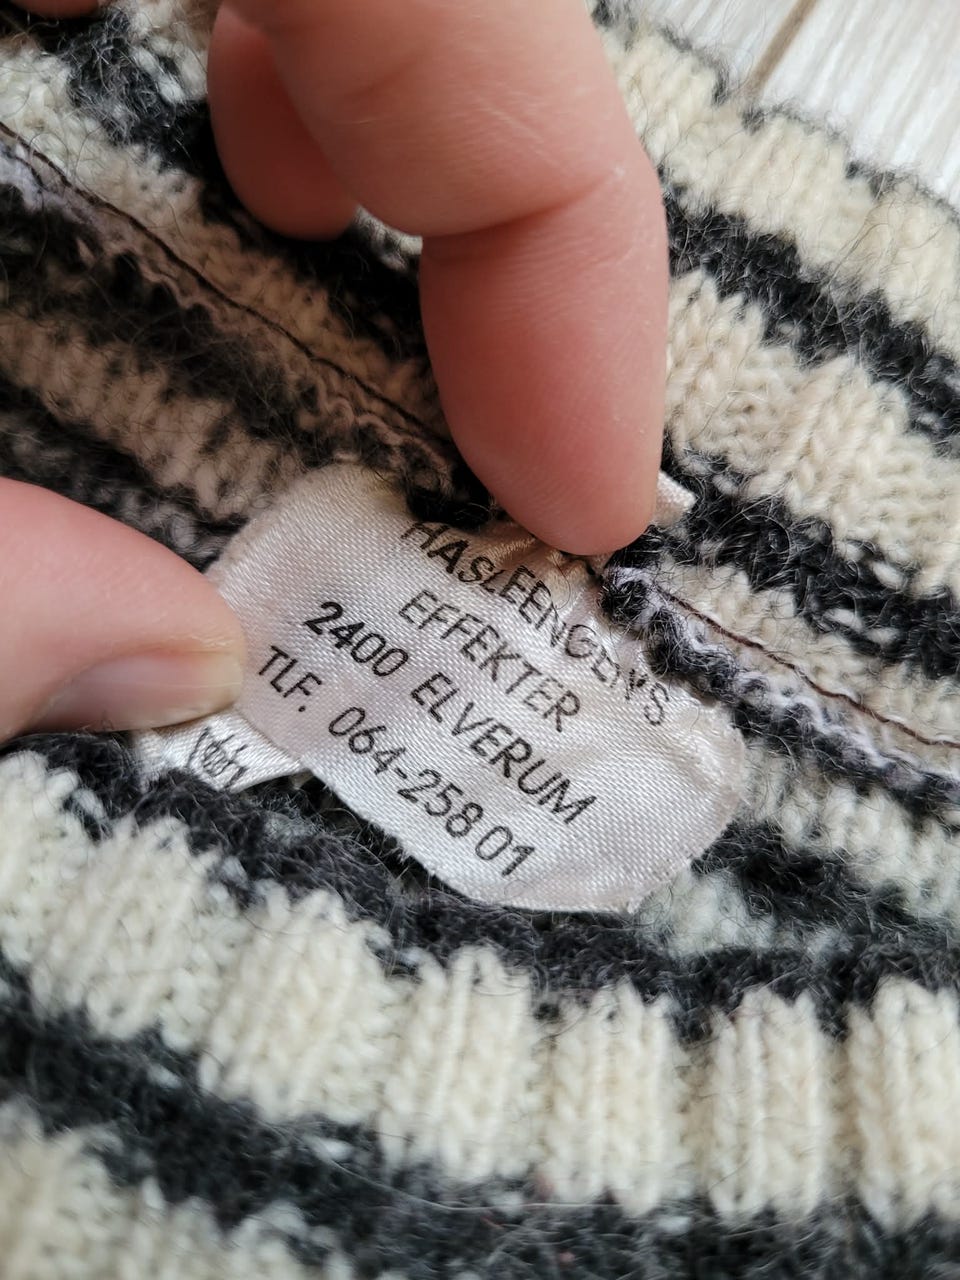 HASLEENGEN'S
EFFEKTER
2400 ELVERUM
TLF. 064-258 01